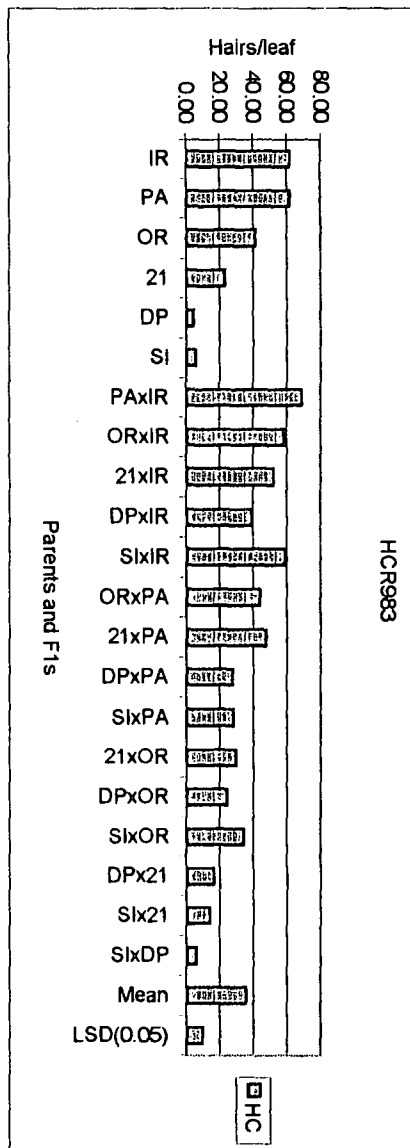 HCR983
Hairs/leaf
80.00
60.00
40.00
20.00
0.00
IR
PA
OR
21
DP
SI
PAxIR
ORxIR
21xIR
DPxIR
SIxIR
ORxPA
21xPA
DPxPA
SIxPA
21xOR
DPxOR
SIxOR
DPx21
SIx21
SIxDP
Mean
LSD(0.05)
Parents and F1s
HC